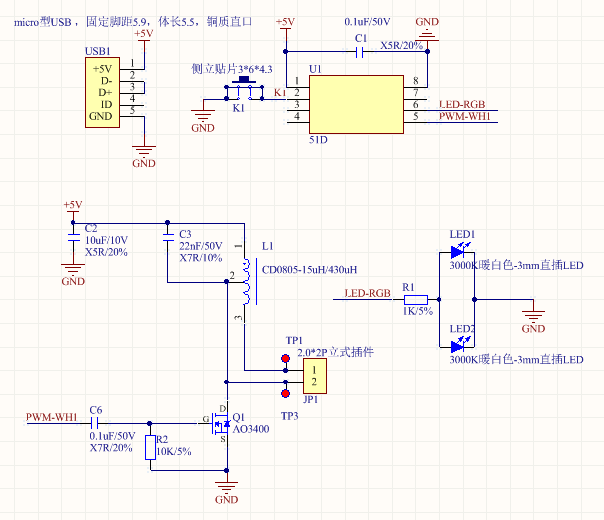 micro型USB ，固定脚距5.9，体长5.5，铜质直口
+5V
USB1
+5V 1
D- 2
D+ 3
ID 4
GND 5
GND
+5V
0.1uF/50V
GND
C1
X5R/20%
侧立贴片3*6*4.3
K1
GND
K1
U1
1 8
2 7
3 6 LED-RGB
4 5 PWM-WH1
51D
+5V
C2
10uF/10V
X5R/20%
GND
C3
22nF/50V
X7R/10%
L1
1
2
3
CD0805-15uH/430uH
LED-RGB
R1
1K/5%
LED1
3000K暖白色-3mm直插LED
LED2
3000K暖白色-3mm直插LED
GND
TP1
2.0*2P立式插件
1
2
JP1
TP3
PWM-WH1
C6
0.1uF/50V
X7R/20%
R2
10K/5%
D
G
S
Q1
AO3400
GND